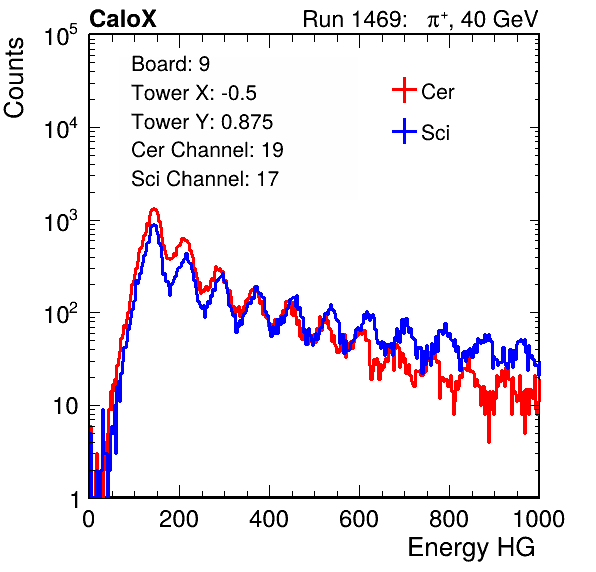 CaloX Run 1469: π⁺, 40 GeV
Counts
10⁵
10⁴
10³
10²
10
1
Board: 9
Tower X: -0.5
Tower Y: 0.875
Cer Channel: 19
Sci Channel: 17
Cer
Sci
0 200 400 600 800 1000
Energy HG